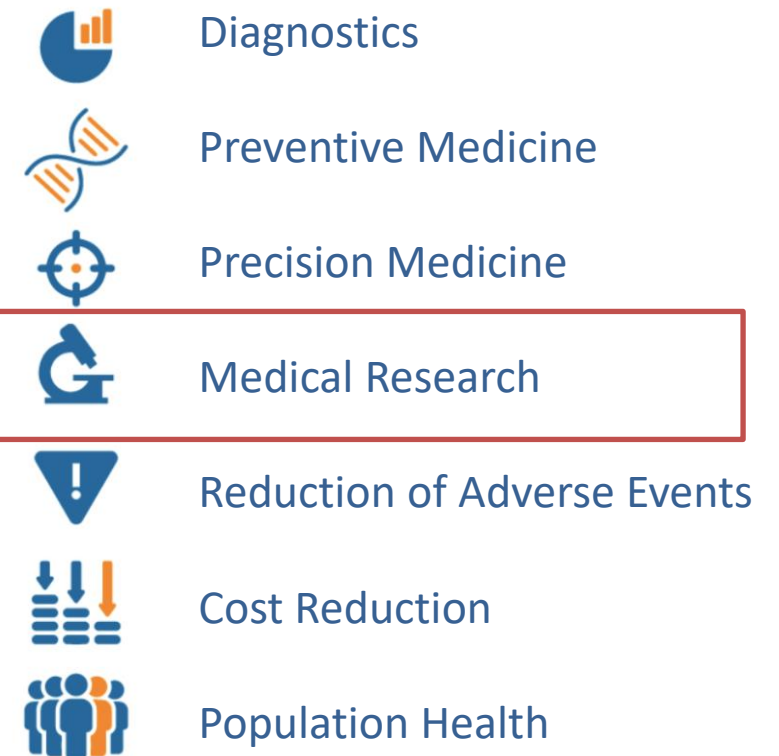 Diagnostics
Preventive Medicine
Precision Medicine
Medical Research
Reduction of Adverse Events
Cost Reduction
Population Health